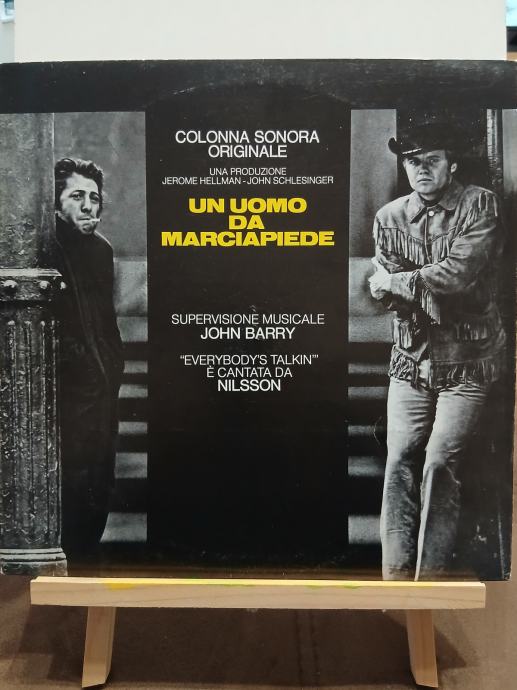 COLONNA SONORA
ORIGINALE
UNA PRODUZIONE
JEROME HELLMAN - JOHN SCHLESINGER
UN UOMO
DA
MARCIAPIEDE
SUPERVISIONE MUSICALE
JOHN BARRY
"EVERYBODY'S TALKIN'"
È CANTATA DA
NILSSON